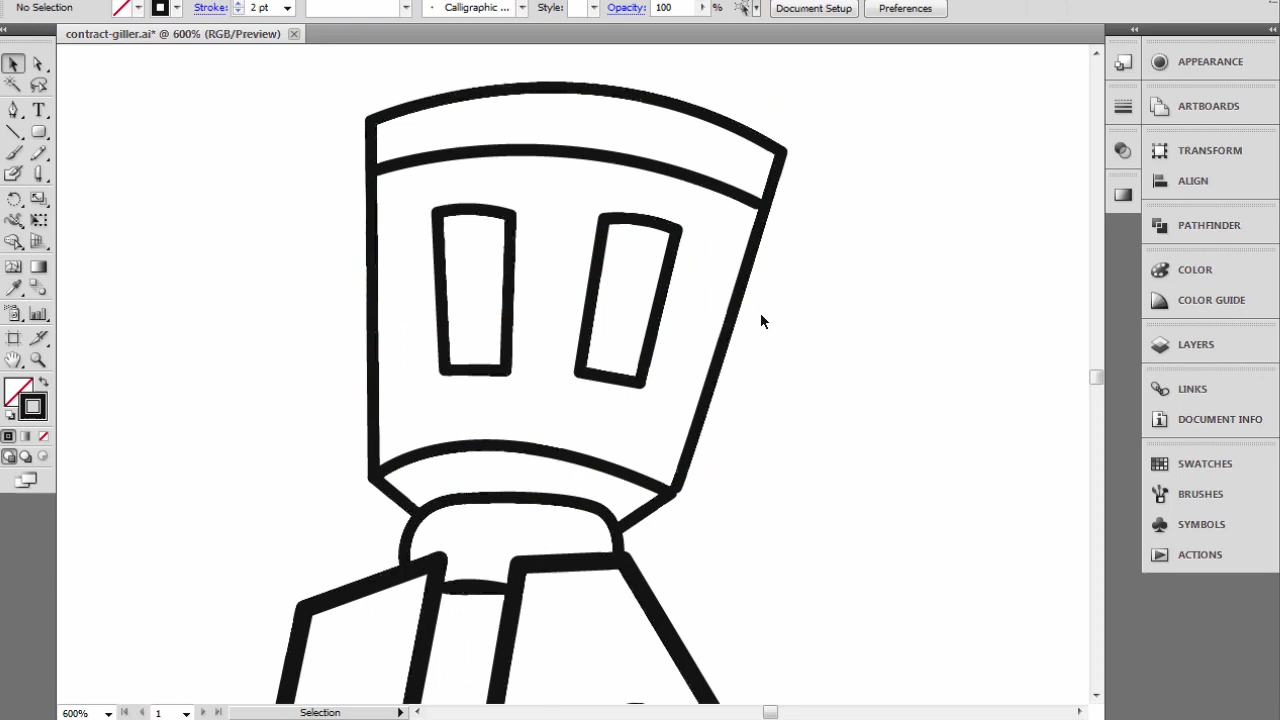 No Selection Stroke: 2 pt Calligraphic ... Style: Opacity: 100 % Document Setup Preferences
contract-giller.ai* @ 600% (RGB/Preview)
APPEARANCE
ARTBOARDS
TRANSFORM
ALIGN
PATHFINDER
COLOR
COLOR GUIDE
LAYERS
LINKS
DOCUMENT INFO
SWATCHES
BRUSHES
SYMBOLS
ACTIONS
600% 1 Selection